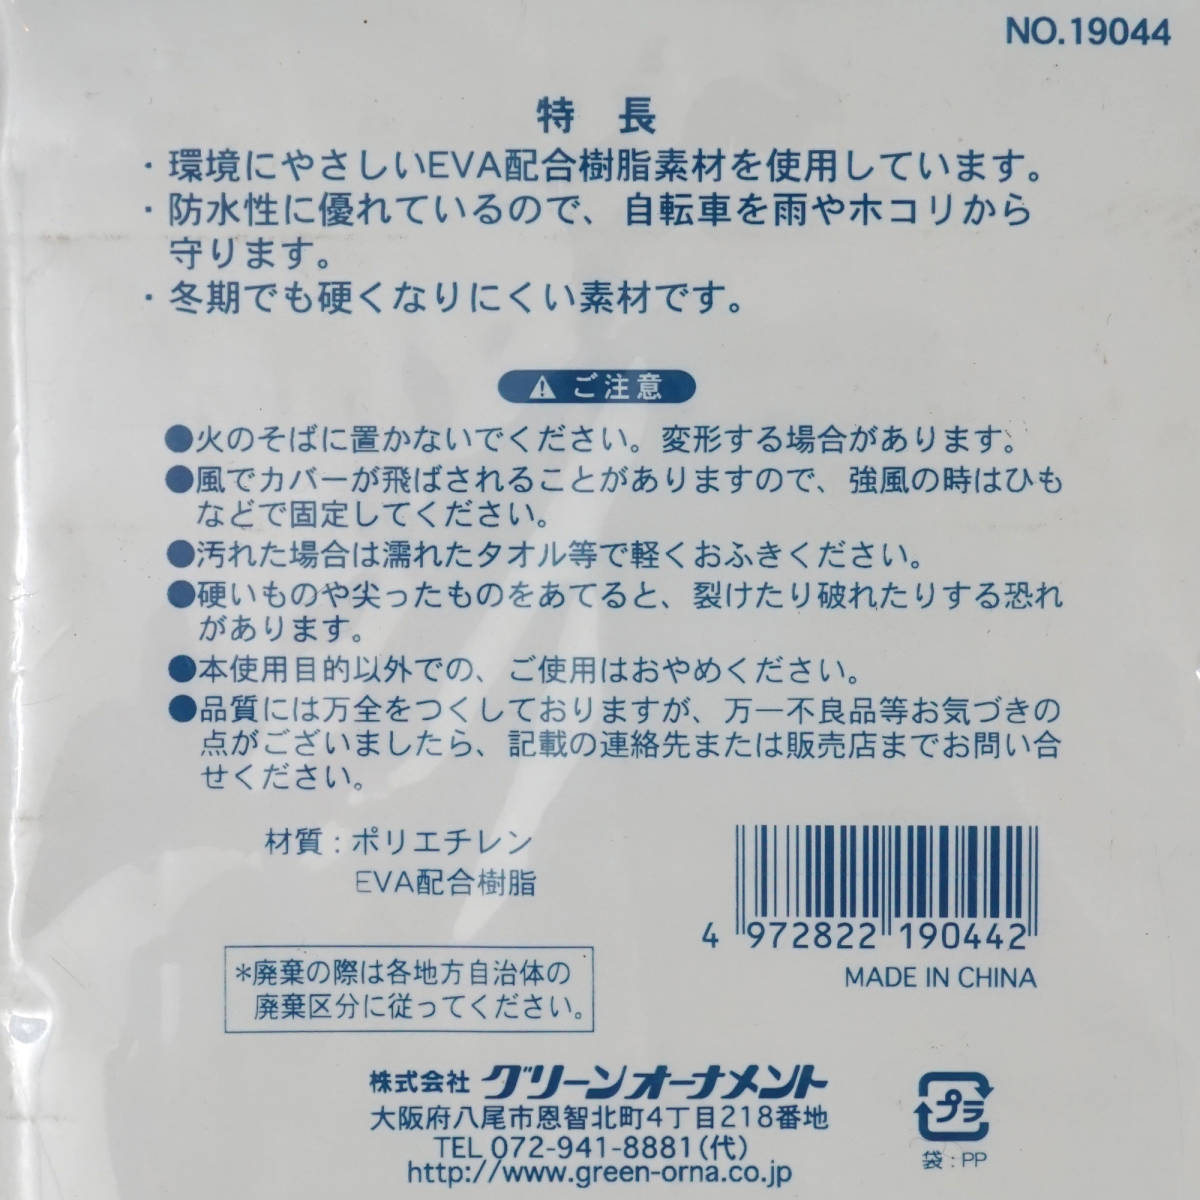 NO.19044
特 長
・環境にやさしいEVA配合樹脂素材を使用しています。
・防水性に優れているので、自転車を雨やホコリから
守ります。
・冬期でも硬くなりにくい素材です。
⚠ ご注意
●火のそばに置かないでください。変形する場合があります。
●風でカバーが飛ばされることがありますので、強風の時はひも
などで固定してください。
●汚れた場合は濡れたタオル等で軽くおふきください。
●硬いものや尖ったものをあてると、裂けたり破れたりする恐れ
があります。
●本使用目的以外での、ご使用はおやめください。
●品質には万全をつくしておりますが、万一不良品等お気づきの
点がございましたら、記載の連絡先または販売店までお問い合
せください。
材質：ポリエチレン
EVA配合樹脂
4 972822 190442
MADE IN CHINA
*廃棄の際は各地方自治体の
廃棄区分に従ってください。
株式会社 グリーンオーナメント
大阪府八尾市恩智北町4丁目218番地
TEL 072-941-8881(代)
http://www.green-orna.co.jp
プラ
袋：PP